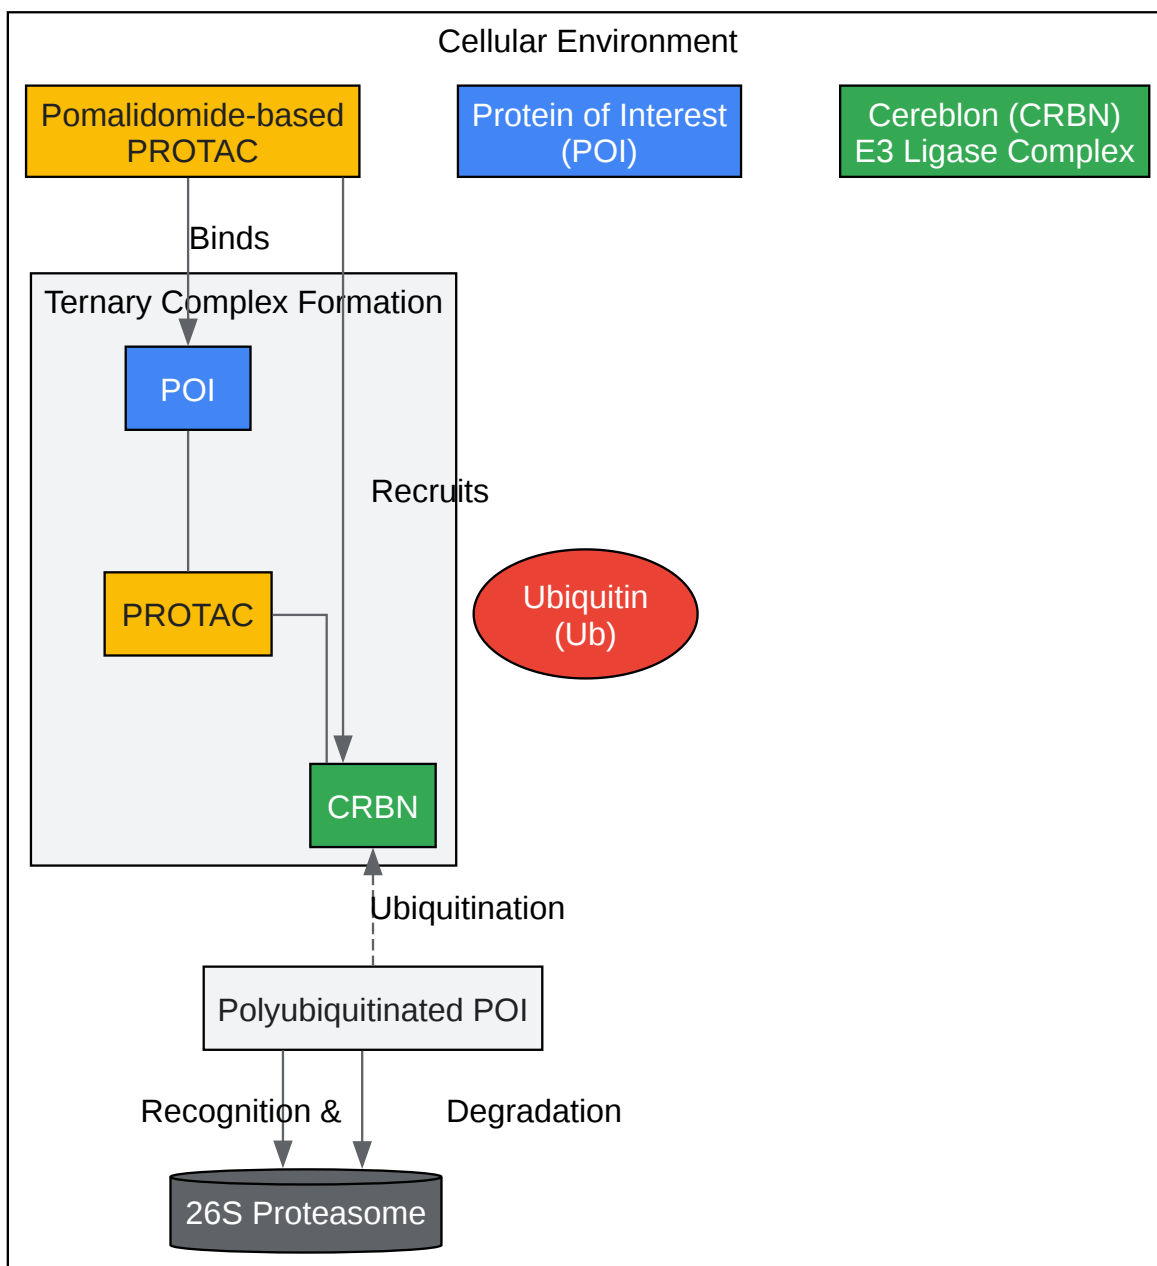 Cellular Environment
Pomalidomide-based
PROTAC
Protein of Interest
(POI)
Cereblon (CRBN)
E3 Ligase Complex
Binds
Ternary Complex Formation
POI
Recruits
PROTAC
Ubiquitin
(Ub)
CRBN
Ubiquitination
Polyubiquitinated POI
Recognition &
Degradation
26S Proteasome